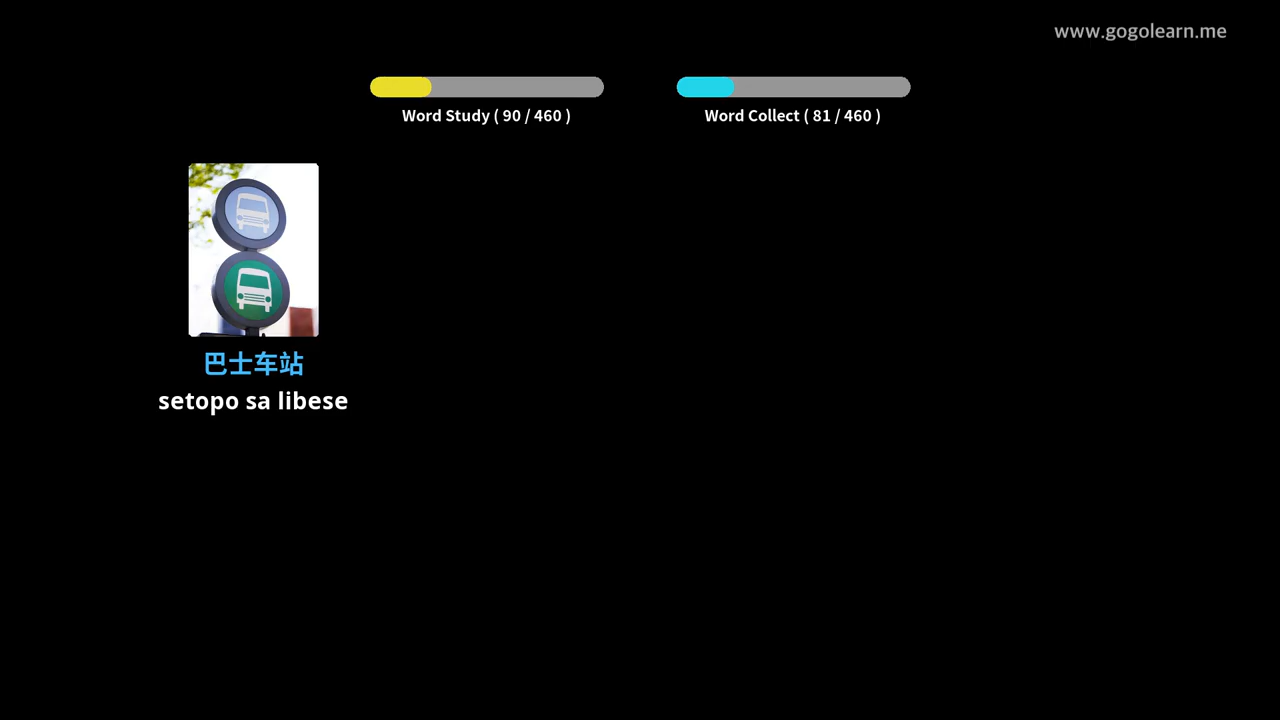 www.gogolearn.me
Word Study ( 90 / 460 )
Word Collect ( 81 / 460 )
巴士车站
setopo sa libese